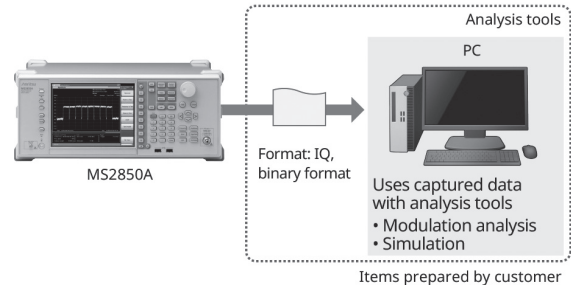 Analysis tools
PC
Format: IQ,
binary format
MS2850A
Uses captured data
with analysis tools
• Modulation analysis
• Simulation
Items prepared by customer